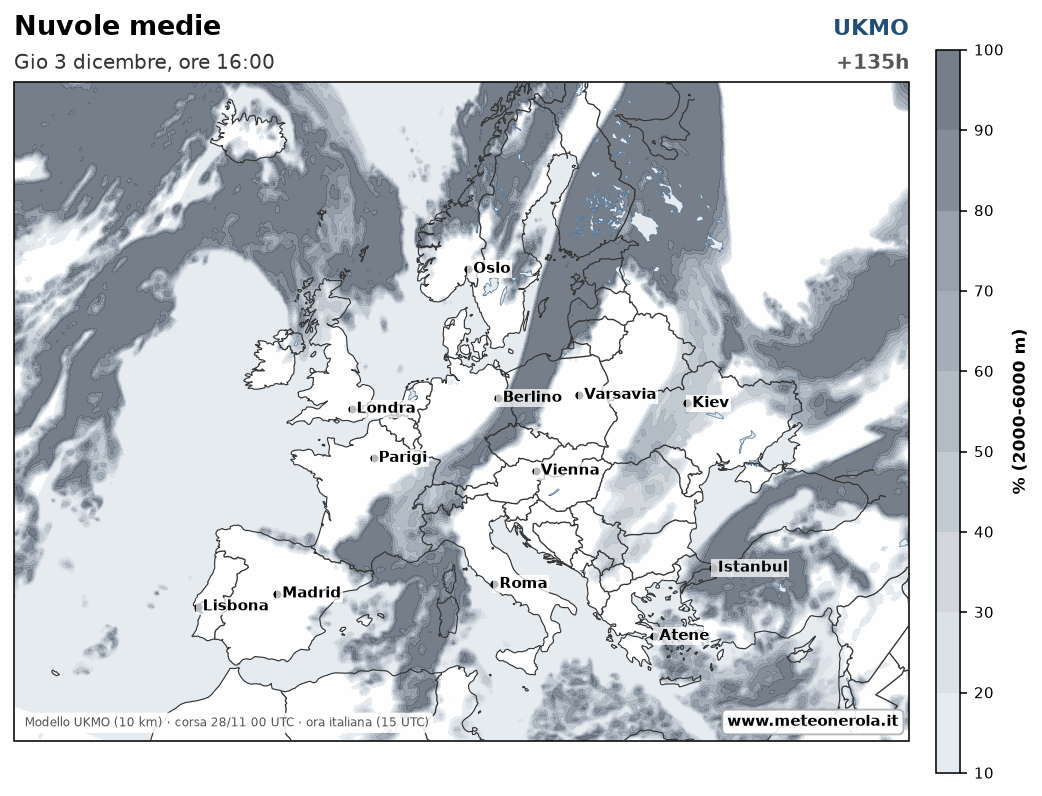 Nuvole medie
UKMO
Gio 3 dicembre, ore 16:00
+135h
100
90
80
70
60
50
40
30
20
10
% (2000-6000 m)
Oslo
Berlino
Varsavia
Kiev
Londra
Parigi
Vienna
Istanbul
Roma
Madrid
Lisbona
Atene
Modello UKMO (10 km) · corsa 28/11 00 UTC · ora italiana (15 UTC)
www.meteonerola.it